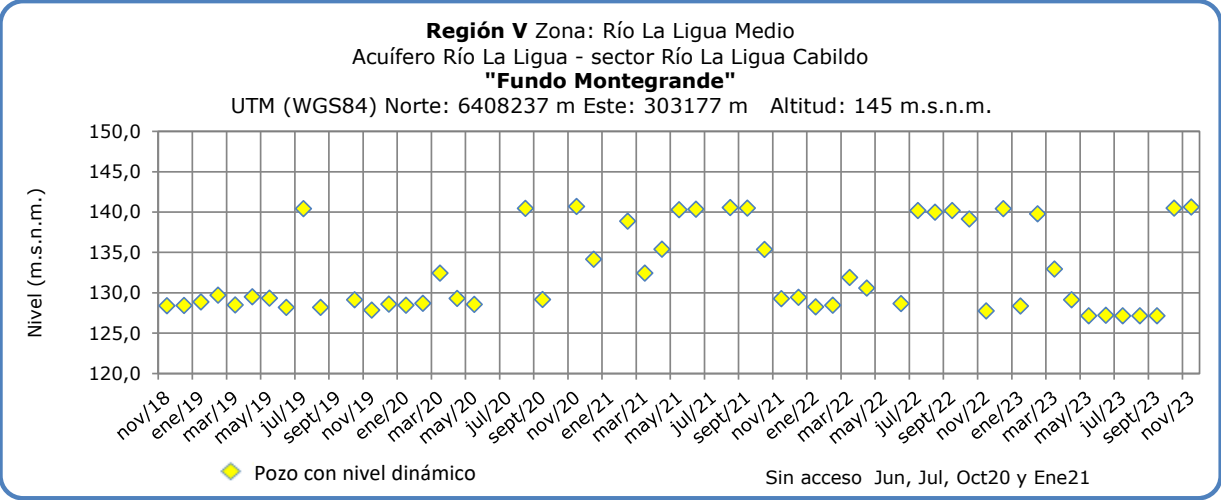 Región V Zona: Río La Ligua Medio
Acuífero Río La Ligua - sector Río La Ligua Cabildo
"Fundo Montegrande"
UTM (WGS84) Norte: 6408237 m Este: 303177 m Altitud: 145 m.s.n.m.
Nivel (m.s.n.m.)
150,0
145,0
140,0
135,0
130,0
125,0
120,0
nov/18
ene/19
mar/19
may/19
jul/19
sept/19
nov/19
ene/20
mar/20
may/20
jul/20
sept/20
nov/20
ene/21
mar/21
may/21
jul/21
sept/21
nov/21
ene/22
mar/22
may/22
jul/22
sept/22
nov/22
ene/23
mar/23
may/23
jul/23
sept/23
nov/23
Pozo con nivel dinámico
Sin acceso Jun, Jul, Oct20 y Ene21